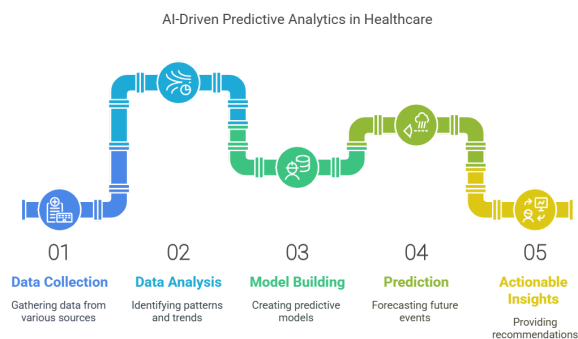 AI-Driven Predictive Analytics in Healthcare
01
02
03
04
05
Data Collection
Data Analysis
Model Building
Prediction
Actionable
Insights
Gathering data from
various sources
Identifying patterns
and trends
Creating predictive
models
Forecasting future
events
Providing
recommendations